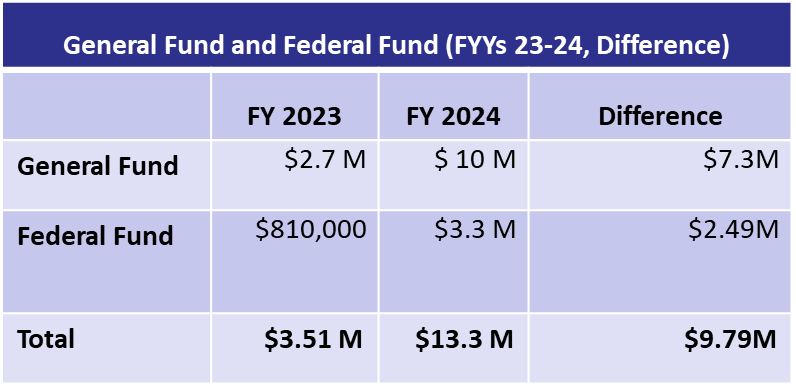 General Fund and Federal Fund (FYYs 23-24, Difference)
FY 2023 FY 2024 Difference
General Fund $2.7 M $ 10 M $7.3M
Federal Fund $810,000 $3.3 M $2.49M
Total $3.51 M $13.3 M $9.79M